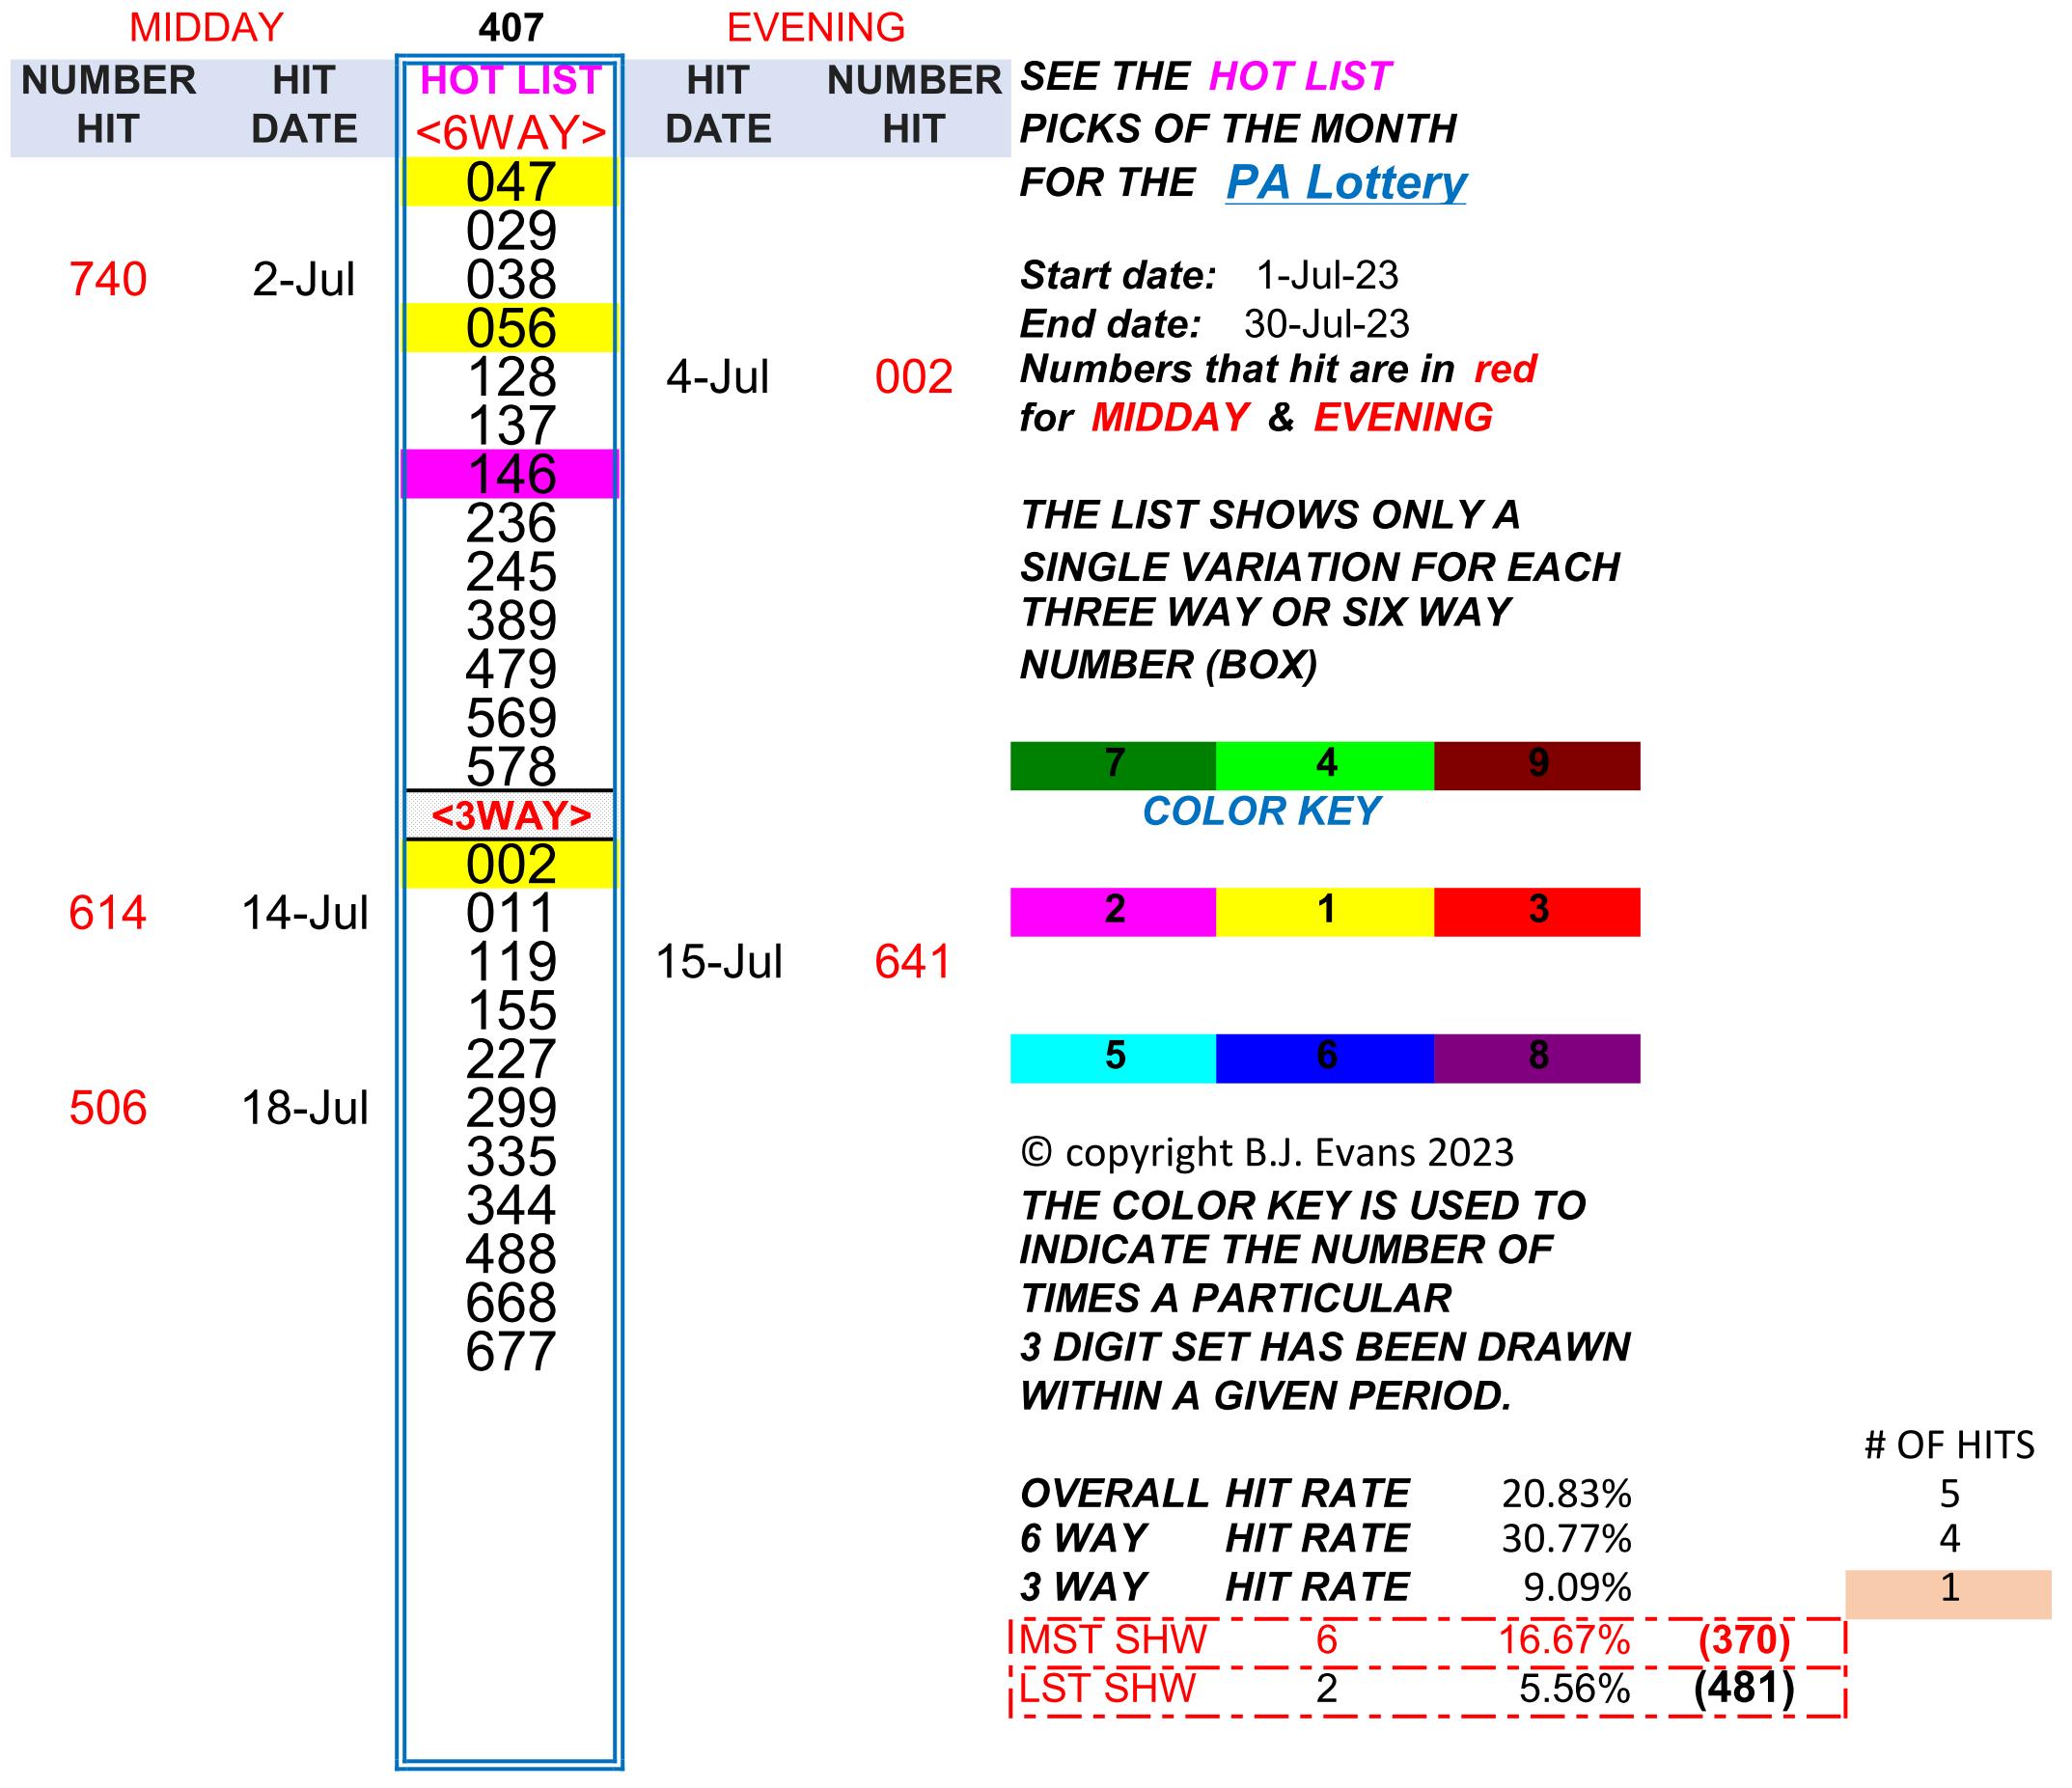 MIDDAY 407 EVENING
NUMBER HIT HOT LIST HIT NUMBER SEE THE HOT LIST
HIT DATE <6WAY> DATE HIT PICKS OF THE MONTH
047 FOR THE PA Lottery
029
740 2-Jul 038 Start date: 1-Jul-23
056 End date: 30-Jul-23
128 4-Jul 002 Numbers that hit are in red
137 for MIDDAY & EVENING
146
236 THE LIST SHOWS ONLY A
245 SINGLE VARIATION FOR EACH
389 THREE WAY OR SIX WAY
479 NUMBER (BOX)
569
578 7 4 9
<3WAY> COLOR KEY
002
614 14-Jul 011 2 1 3
119 15-Jul 641
155
227 5 6 8
506 18-Jul 299
335 © copyright B.J. Evans 2023
344 THE COLOR KEY IS USED TO
488 INDICATE THE NUMBER OF
668 TIMES A PARTICULAR
677 3 DIGIT SET HAS BEEN DRAWN
WITHIN A GIVEN PERIOD.
# OF HITS
OVERALL HIT RATE 20.83% 5
6 WAY HIT RATE 30.77% 4
3 WAY HIT RATE 9.09% 1
MST SHW 6 16.67% (370)
LST SHW 2 5.56% (481)